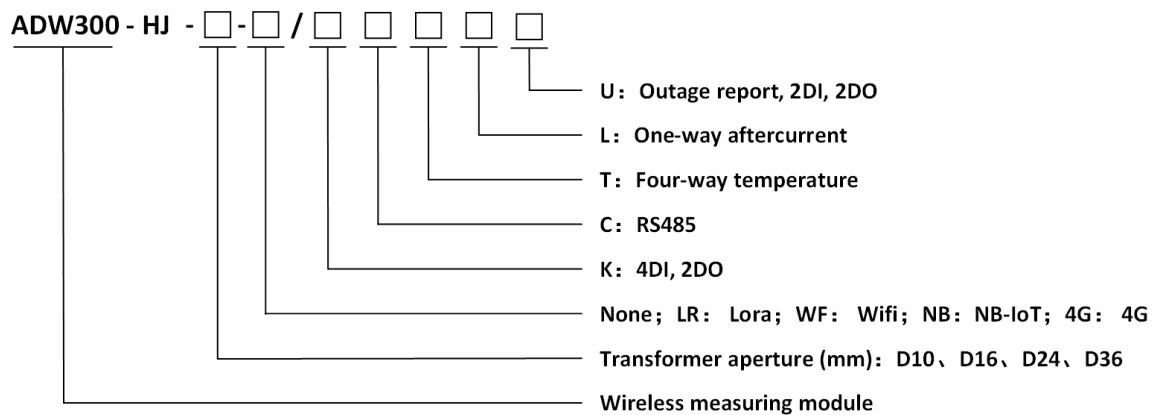 ADW300 - HJ - □ - □ / □ □ □ □ □
U：Outage report, 2DI, 2DO
L：One-way aftercurrent
T：Four-way temperature
C：RS485
K：4DI, 2DO
None；LR：Lora；WF：Wifi；NB：NB-IoT；4G：4G
Transformer aperture (mm)：D10、D16、D24、D36
Wireless measuring module